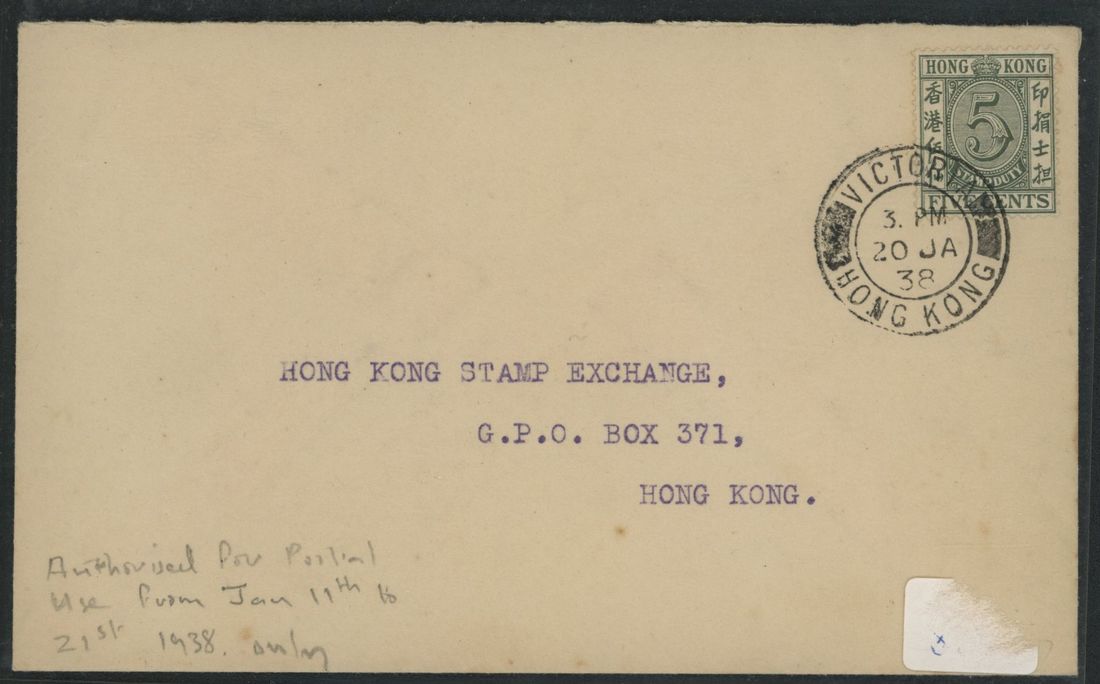 HONG KONG
香港
印捐士担
5
STAMP DUTY
FIVE CENTS
VICTORIA
3. PM
20 JA
38
HONG KONG
HONG KONG STAMP EXCHANGE,
G.P.O. BOX 371,
HONG KONG.
Authorised for Postal
Use from Jan 11th to
21st 1938. only